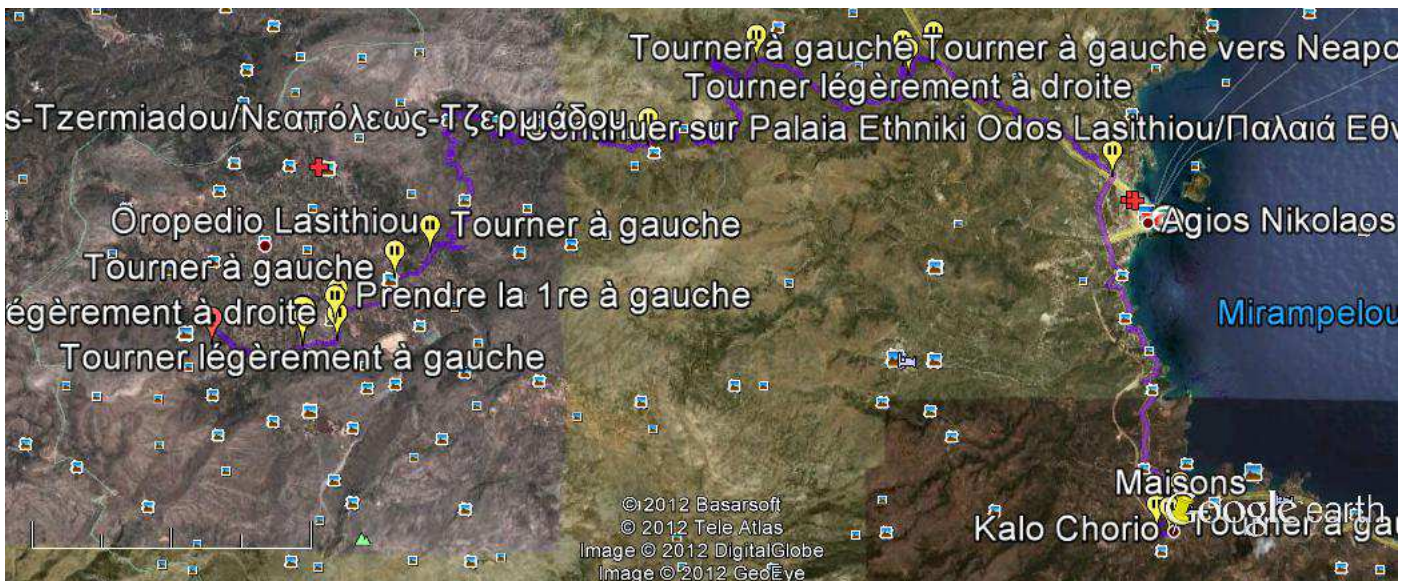 Tourner à gauche Tourner à gauche vers Neapo
Tourner légèrement à droite
s-Tzermiadou/Νεαπόλεως-Τζερμιάδου
Continuer sur Palaia Ethniki Odos Lasithiou/Παλαιά Εθν
Oropedio Lasithiou
Tourner à gauche
Agios Nikolaos
Tourner à gauche
Prendre la 1re à gauche
égèrement à droite
Mirampelou
Tourner légèrement à gauche
Maisons
© 2012 Basarsoft
© 2012 Tele Atlas
Image © 2012 DigitalGlobe
Image © 2012 GeoEye
Google earth
Kalo Chorio
Tourner à gau